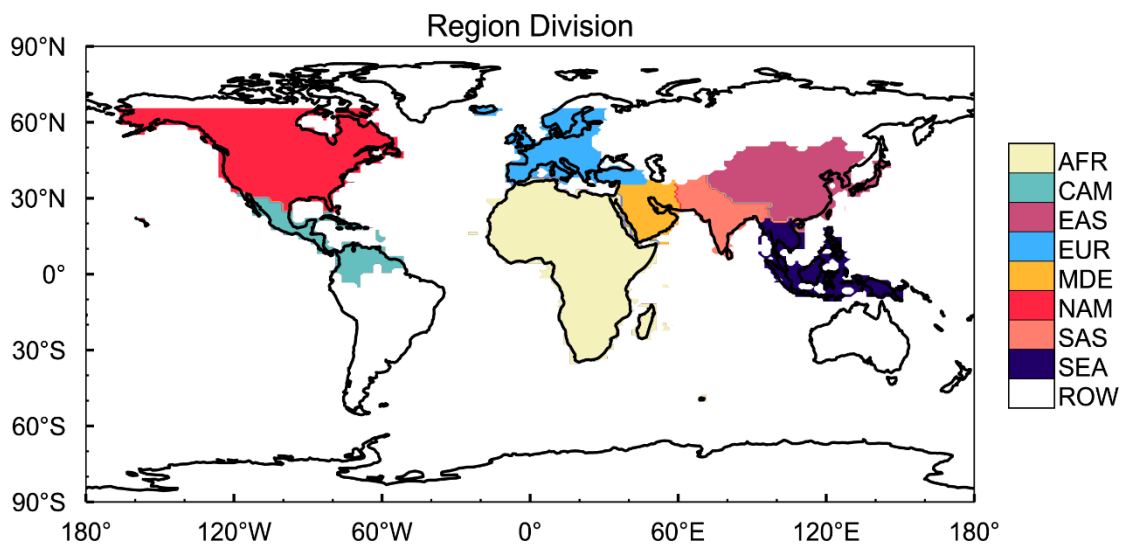 Region Division
90°N
60°N
30°N
0°
30°S
60°S
90°S
180°
120°W
60°W
0°
60°E
120°E
180°
AFR
CAM
EAS
EUR
MDE
NAM
SAS
SEA
ROW